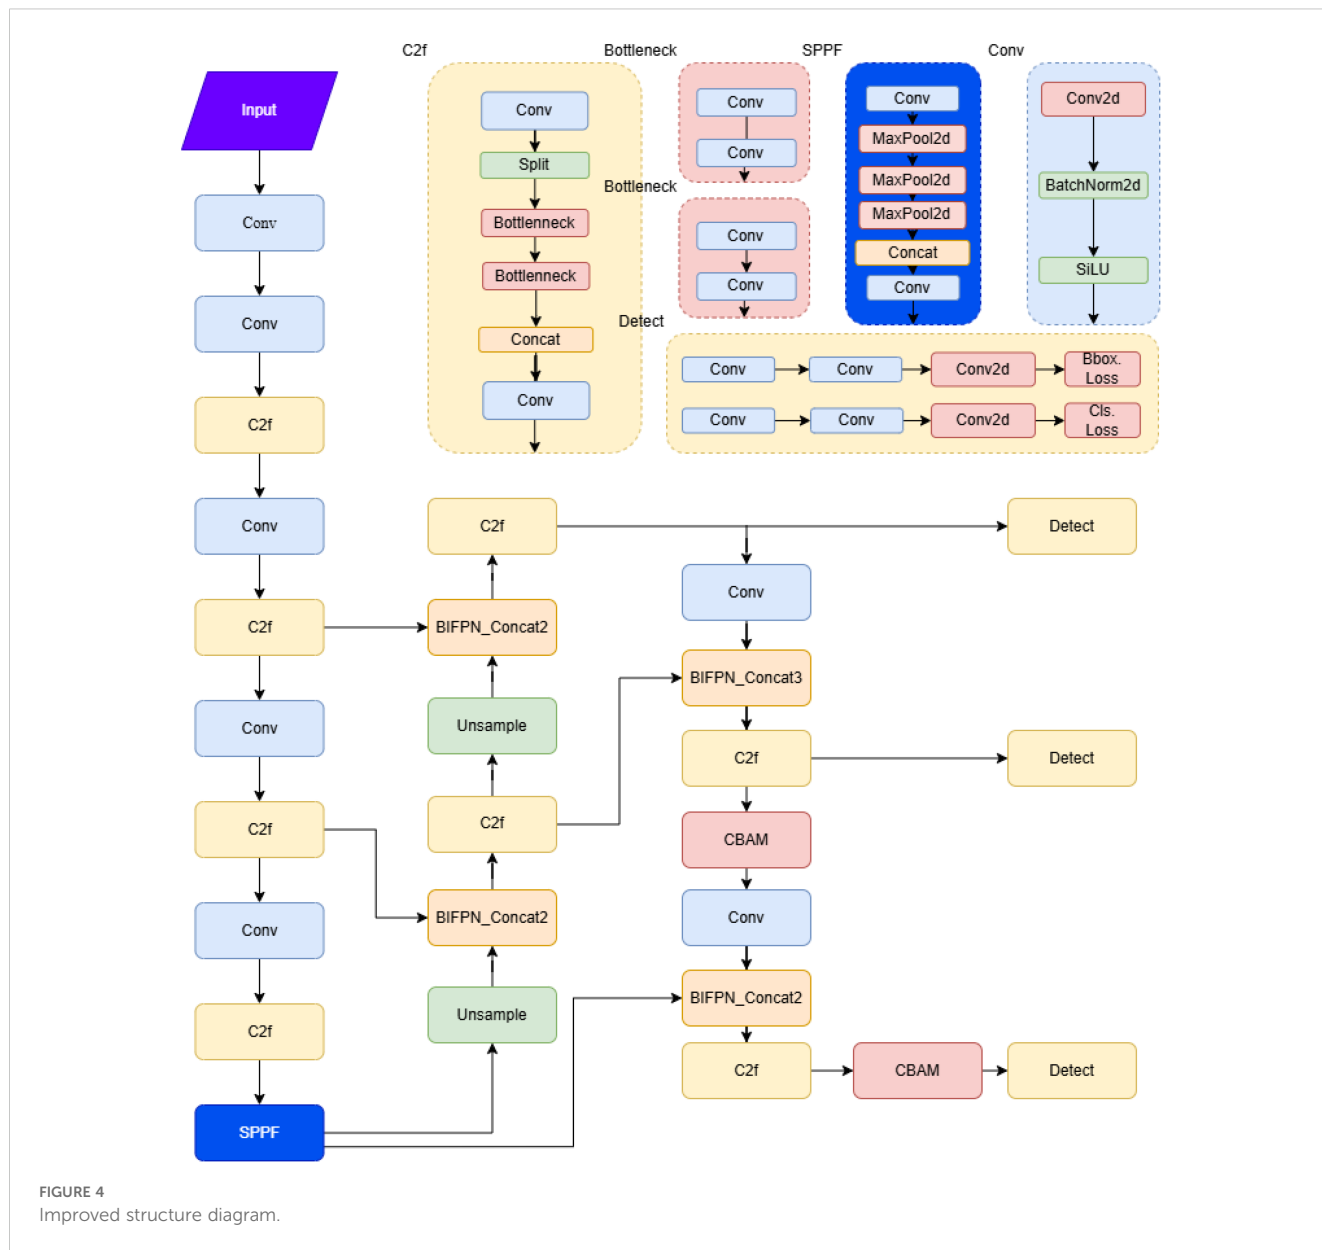 C2f
Bottleneck
SPPF
Conv
Input
Conv
Conv
C2f
Conv
C2f
Conv
C2f
Conv
C2f
SPPF
Conv
Split
Bottlenneck
Bottlenneck
Concat
Conv
Conv
Conv
Bottleneck
Conv
Conv
Conv
MaxPool2d
MaxPool2d
MaxPool2d
Concat
Conv
Conv2d
BatchNorm2d
SiLU
Detect
Conv
Conv
Conv2d
Bbox.
Loss
Conv
Conv
Conv2d
Cls.
Loss
C2f
BIFPN_Concat2
Unsample
C2f
BIFPN_Concat2
Unsample
Conv
BIFPN_Concat3
C2f
CBAM
Conv
BIFPN_Concat2
C2f
CBAM
Detect
Detect
Detect
FIGURE 4
Improved structure diagram.